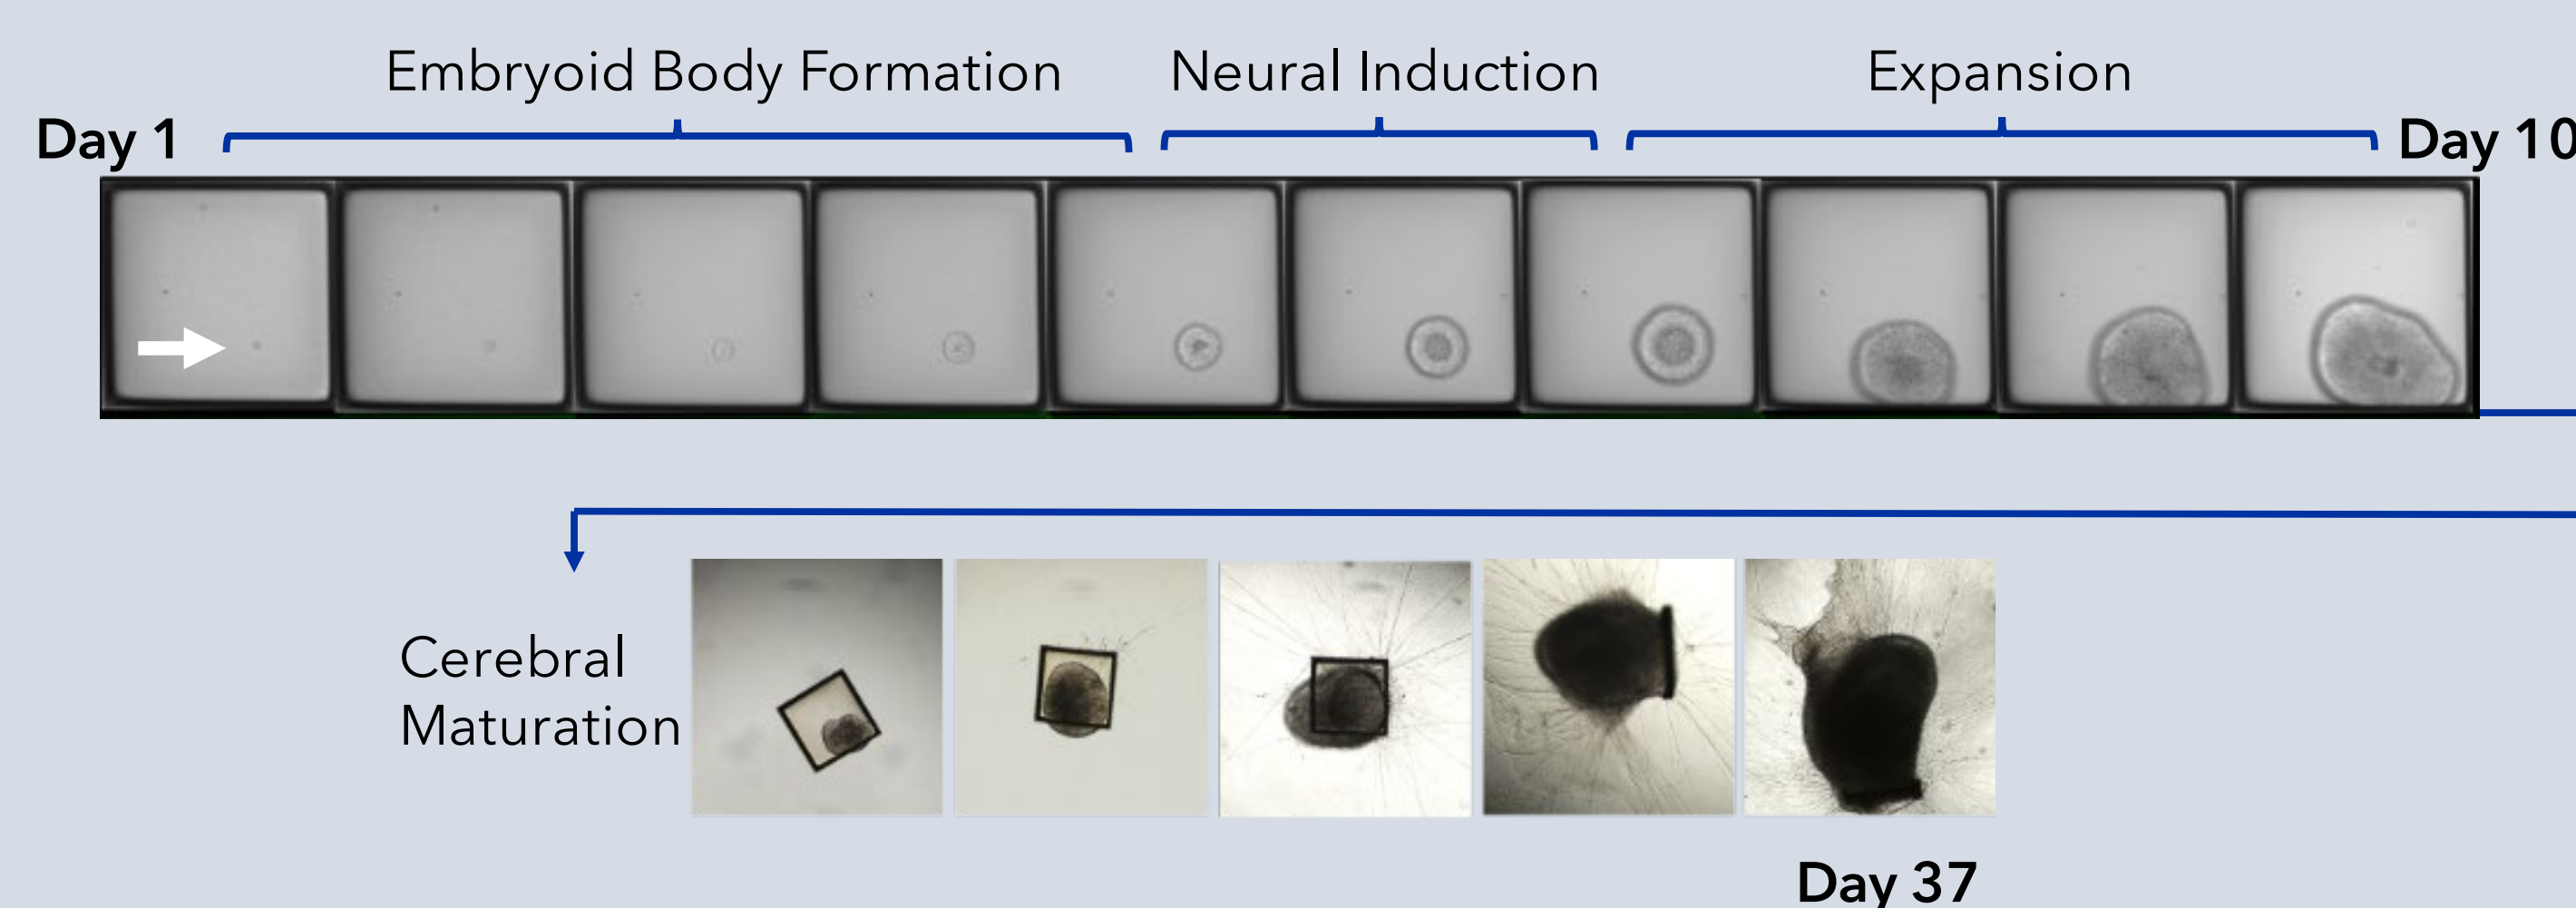 Embryoid Body Formation
Neural Induction
Expansion
Day 1
Day 10
Cerebral
Maturation
Day 37